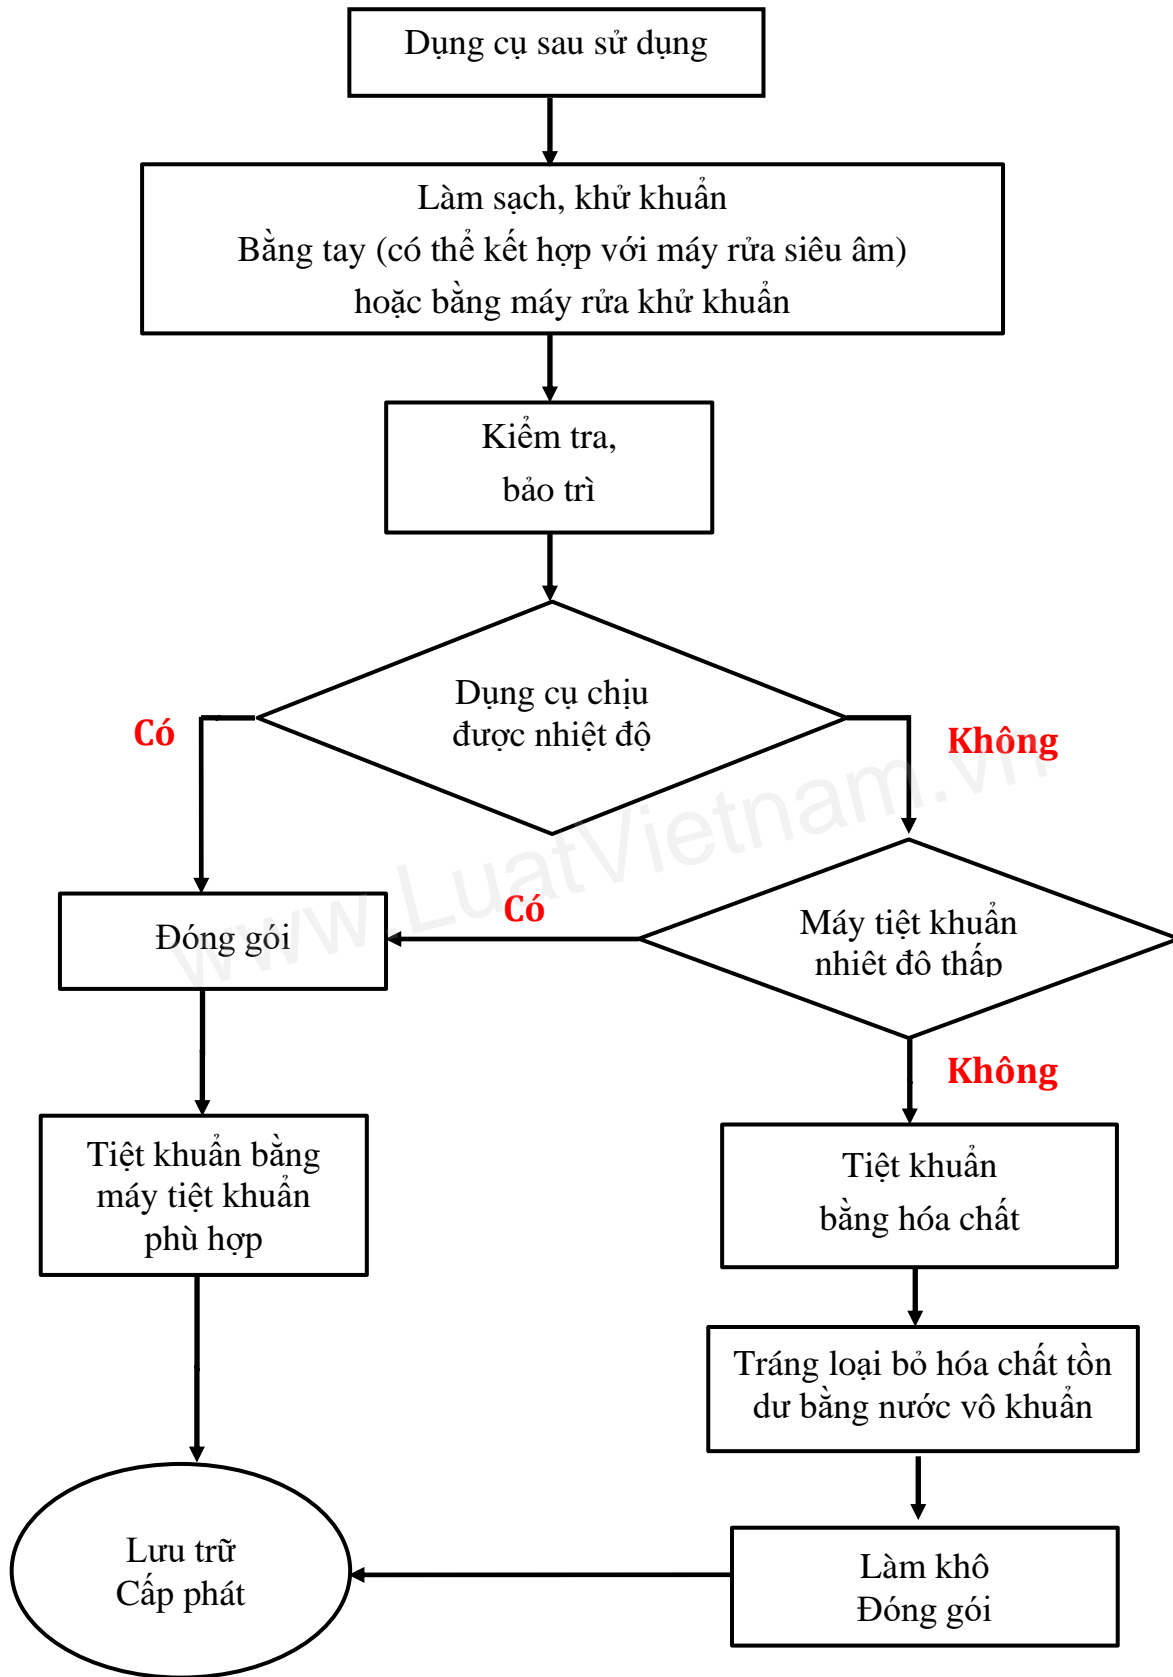 Dụng cụ sau sử dụng
Làm sạch, khử khuẩn
Bằng tay (có thể kết hợp với máy rửa siêu âm)
hoặc bằng máy rửa khử khuẩn
Kiểm tra,
bảo trì
Dụng cụ chịu
được nhiệt độ
Có
Không
www.LuatVietnam.vn
Đóng gói
Có
Máy tiệt khuẩn
nhiệt độ thấp
Không
Tiệt khuẩn bằng
máy tiệt khuẩn
phù hợp
Tiệt khuẩn
bằng hóa chất
Tráng loại bỏ hóa chất tồn
dư bằng nước vô khuẩn
Lưu trữ
Cấp phát
Làm khô
Đóng gói